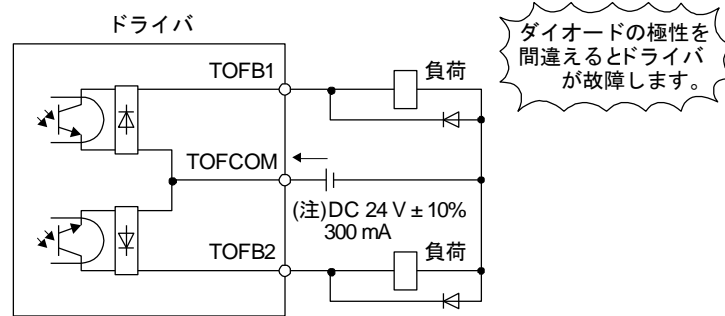 ドライバ
ダイオードの極性を
間違えるとドライバ
が故障します。
TOFB1
負荷
TOFCOM
(注)DC 24 V ± 10%
300 mA
TOFB2
負荷